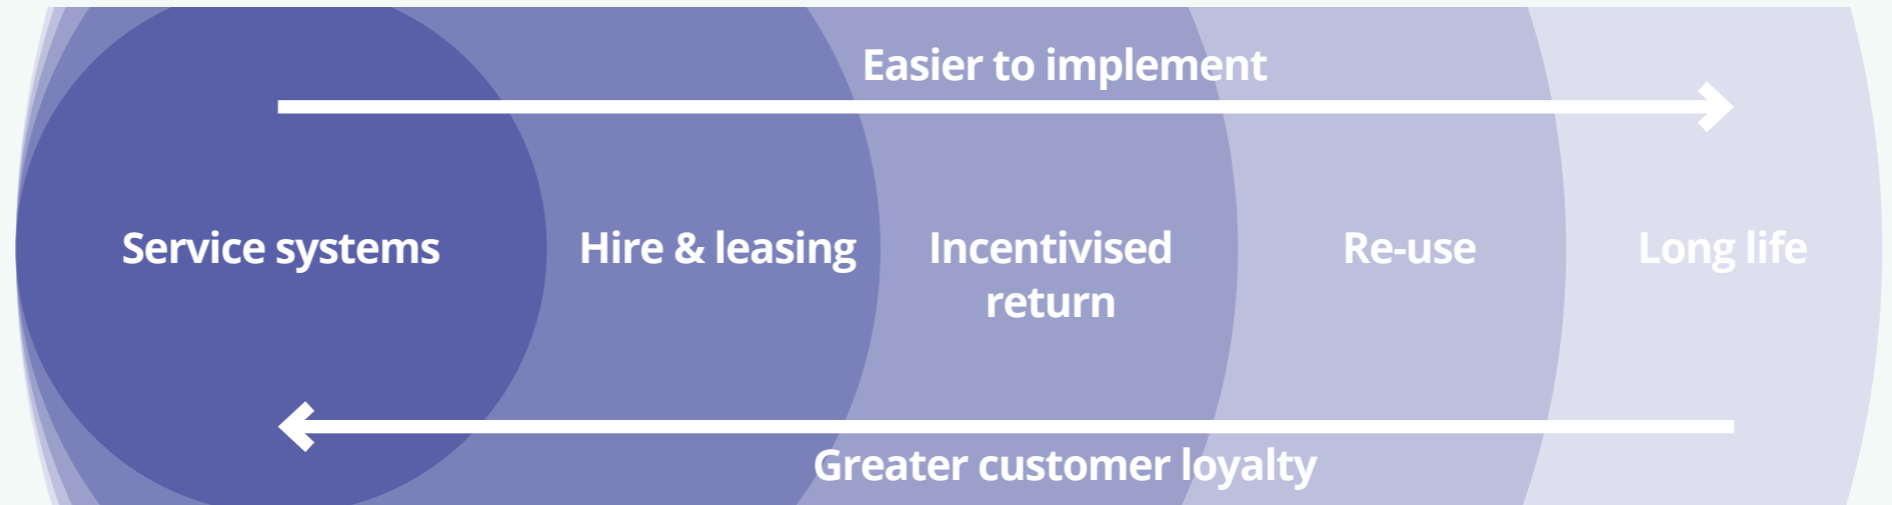 Easier to implement
Service systems
Hire & leasing
Incentivised
return
Re-use
Long life
Greater customer loyalty